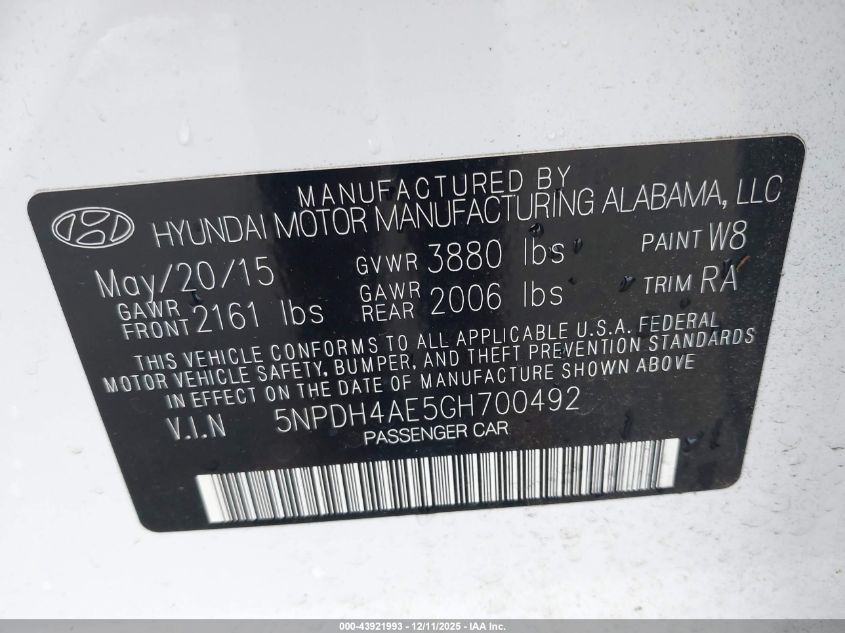 MANUFACTURED BY
HYUNDAI MOTOR MANUFACTURING ALABAMA, LLC
May/20/15 GVWR 3880 lbs PAINT W8
GAWR FRONT 2161 lbs GAWR REAR 2006 lbs TRIM RA
THIS VEHICLE CONFORMS TO ALL APPLICABLE U.S.A. FEDERAL
MOTOR VEHICLE SAFETY, BUMPER, AND THEFT PREVENTION STANDARDS
IN EFFECT ON THE DATE OF MANUFACTURE SHOWN ABOVE
V.I.N 5NPDH4AE5GH700492
PASSENGER CAR
000-43921993 - 12/11/2025 - IAA Inc.